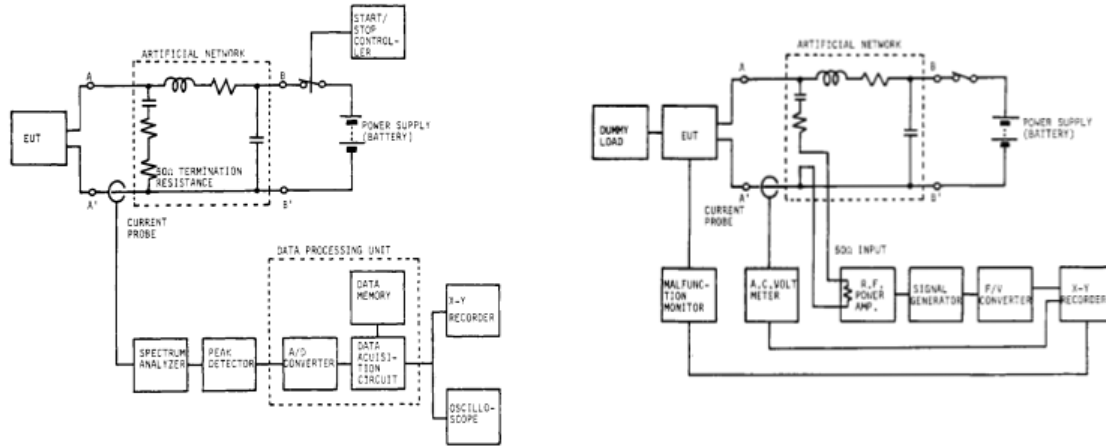 START/
STOP
CONTROL-
LER
ARTIFICIAL NETWORK
A
B
EUT
POWER SUPPLY
(BATTERY)
50Ω TERMINATION
RESISTANCE
A'
B'
CURRENT
PROBE
DATA PROCESSING UNIT
DATA
MEMORY
X-Y
RECORDER
SPECTRUM
ANALYZER
PEAK
DETECTOR
A/D
CONVERTER
DATA
ACUISI-
TION
CIRCUIT
OSCILLO-
SCOPE
ARTIFICIAL NETWORK
A
B
DUMMY
LOAD
EUT
POWER SUPPLY
(BATTERY)
A'
B'
CURRENT
PROBE
50Ω INPUT
MALFUNC-
TION
MONITOR
A.C.VOLT
METER
R.F.
POWER
AMP.
SIGNAL
GENERATOR
F/V
CONVERTER
X-Y
RECORDER